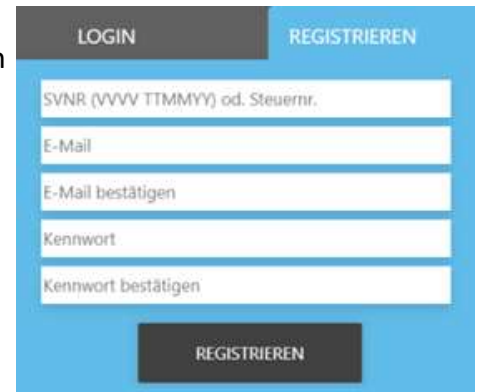 LOGIN REGISTRIEREN
n
SVNR (VVVV TTMMYY) od. Steuernr.
E-Mail
E-Mail bestätigen
Kennwort
Kennwort bestätigen
REGISTRIEREN